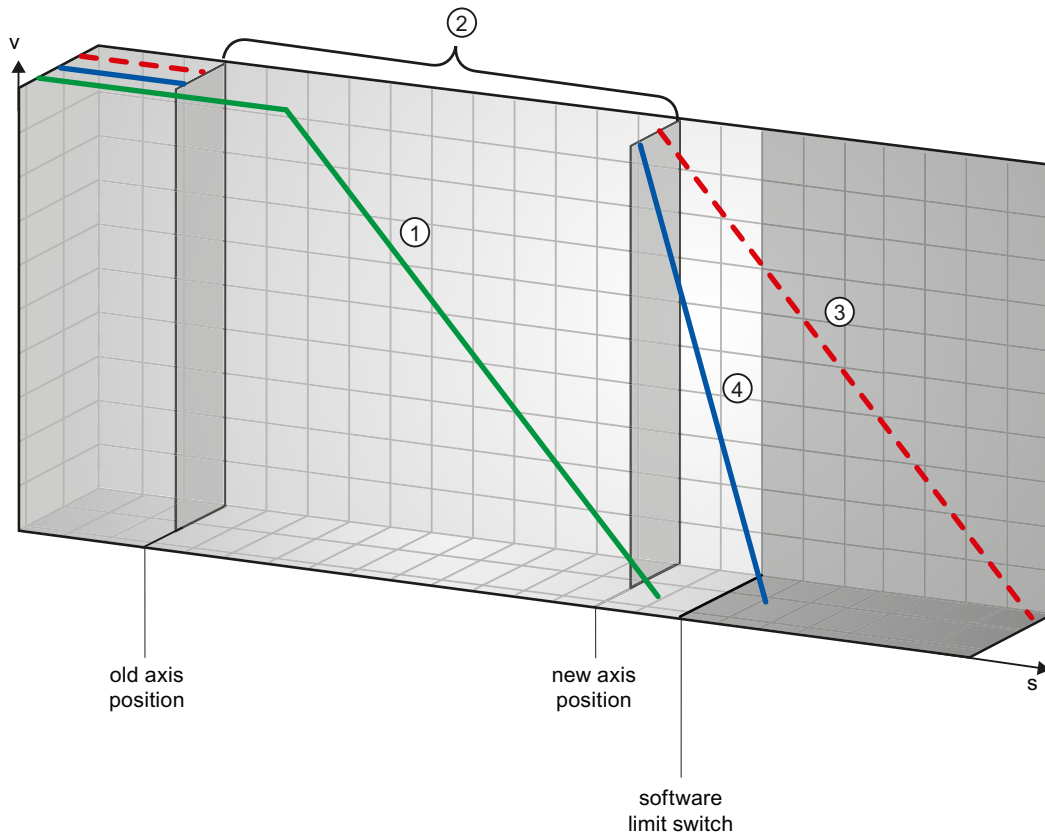 2
v
1
3
4
old axis
position
new axis
position
s
software
limit switch